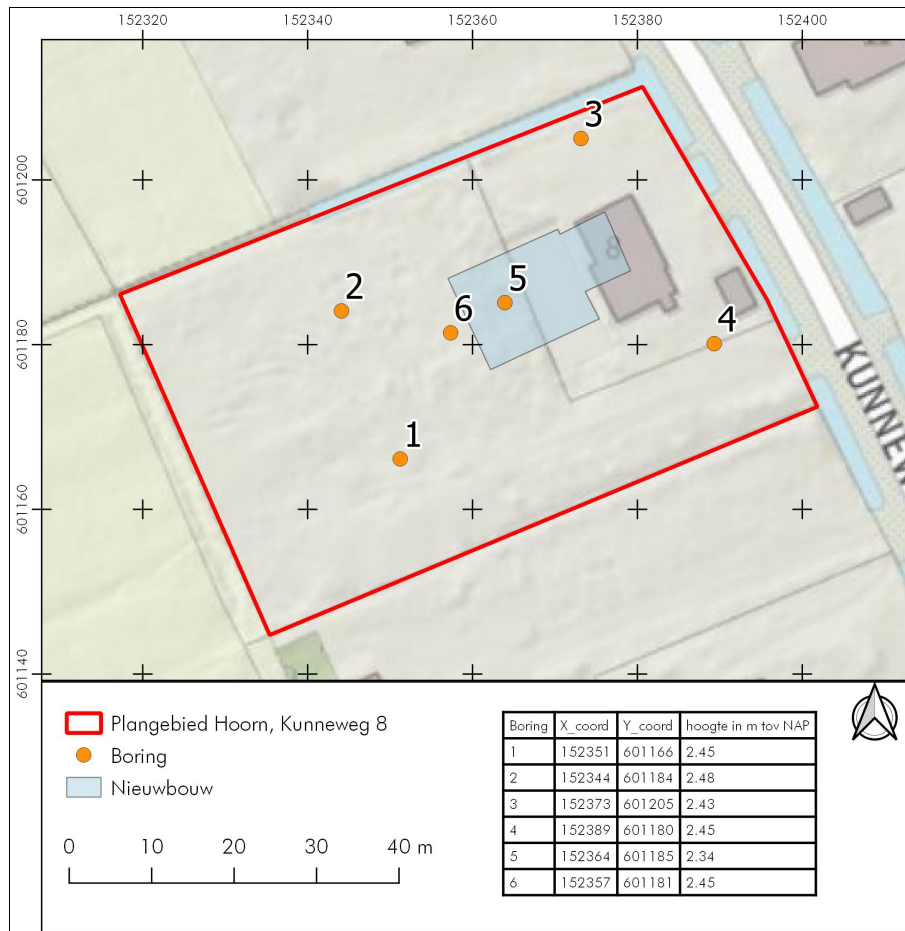 152320 152340 152360 152380 152400
601200
601180
601160
601140
3
8
2
5
6
4
1
KUNNEW
Plangebied Hoorn, Kunneweg 8
Boring
Nieuwbouw
0 10 20 30 40 m
Boring X_coord Y_coord hoogte in m tov NAP
1 152351 601166 2.45
2 152344 601184 2.48
3 152373 601205 2.43
4 152389 601180 2.45
5 152364 601185 2.34
6 152357 601181 2.45